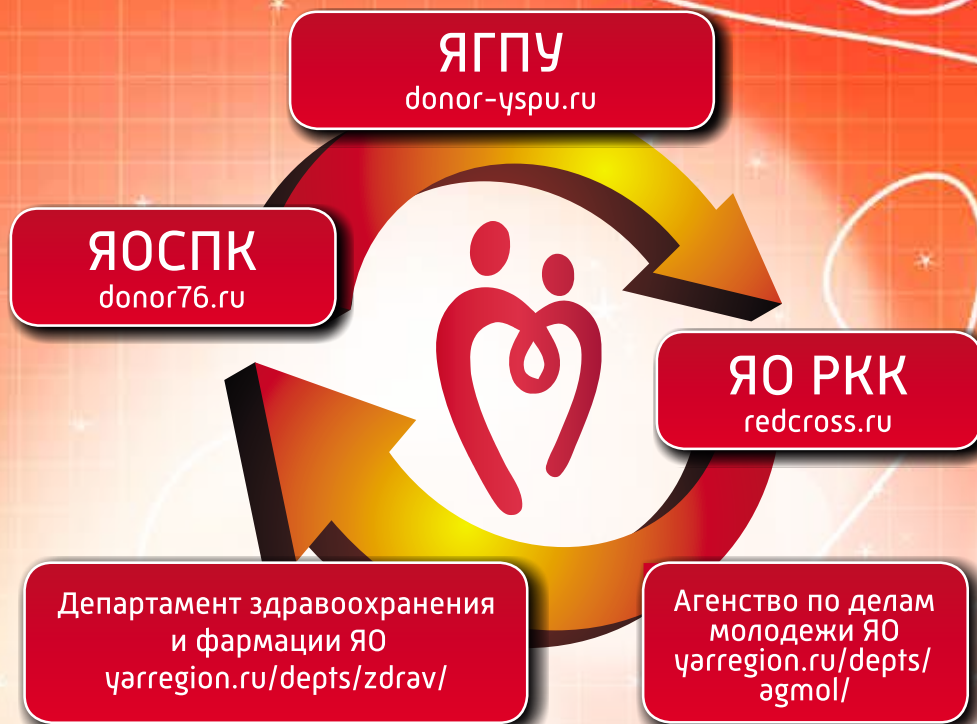 ЯГПУ
donor-yspu.ru
ЯОСПК
donor76.ru
ЯО РКК
redcross.ru
Департамент здравоохранения
и фармации ЯО
yarregion.ru/depts/zdrav/
Агенство по делам
молодежи ЯО
yarregion.ru/depts/
agmol/